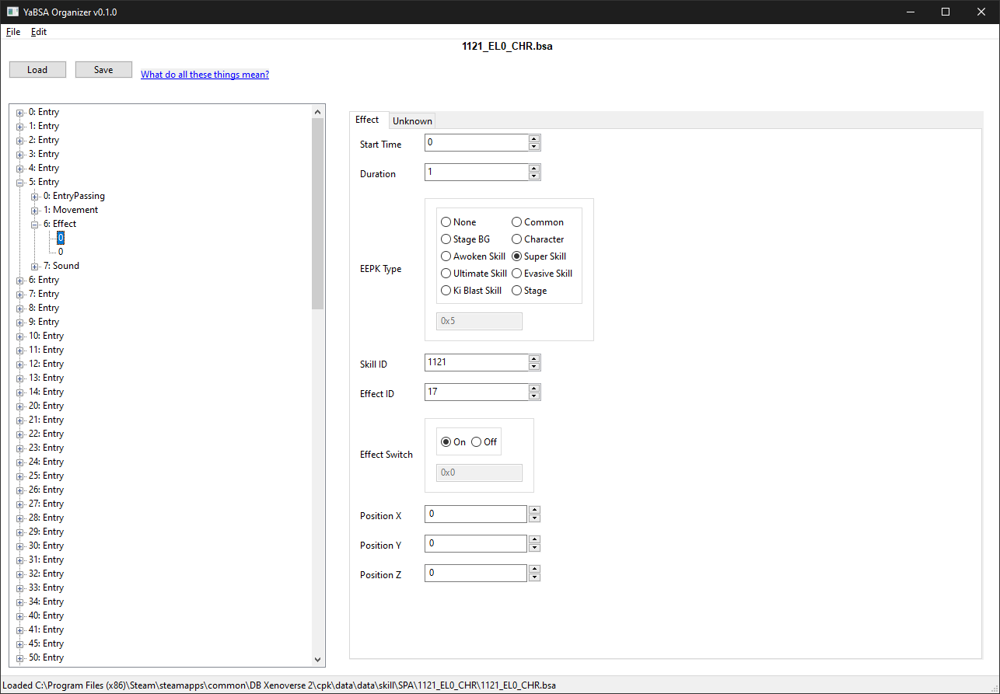 YaBSA Organizer v0.1.0
File Edit
1121_EL0_CHR.bsa
Load Save What do all these things mean?
0: Entry
1: Entry
2: Entry
3: Entry
4: Entry
5: Entry
0: EntryPassing
1: Movement
6: Effect
0
0
7: Sound
6: Entry
7: Entry
8: Entry
9: Entry
10: Entry
11: Entry
12: Entry
13: Entry
14: Entry
20: Entry
21: Entry
22: Entry
23: Entry
24: Entry
25: Entry
26: Entry
27: Entry
28: Entry
29: Entry
30: Entry
31: Entry
32: Entry
33: Entry
34: Entry
40: Entry
41: Entry
45: Entry
50: Entry
Effect Unknown
Start Time 0
Duration 1
EEPK Type
None Common
Stage BG Character
Awoken Skill Super Skill
Ultimate Skill Evasive Skill
Ki Blast Skill Stage
0x5
Skill ID 1121
Effect ID 17
Effect Switch
On Off
0x0
Position X 0
Position Y 0
Position Z 0
Loaded C:\Program Files (x86)\Steam\steamapps\common\DB Xenoverse 2\cpk\data\data\skill\SPA\1121_EL0_CHR\1121_EL0_CHR.bsa